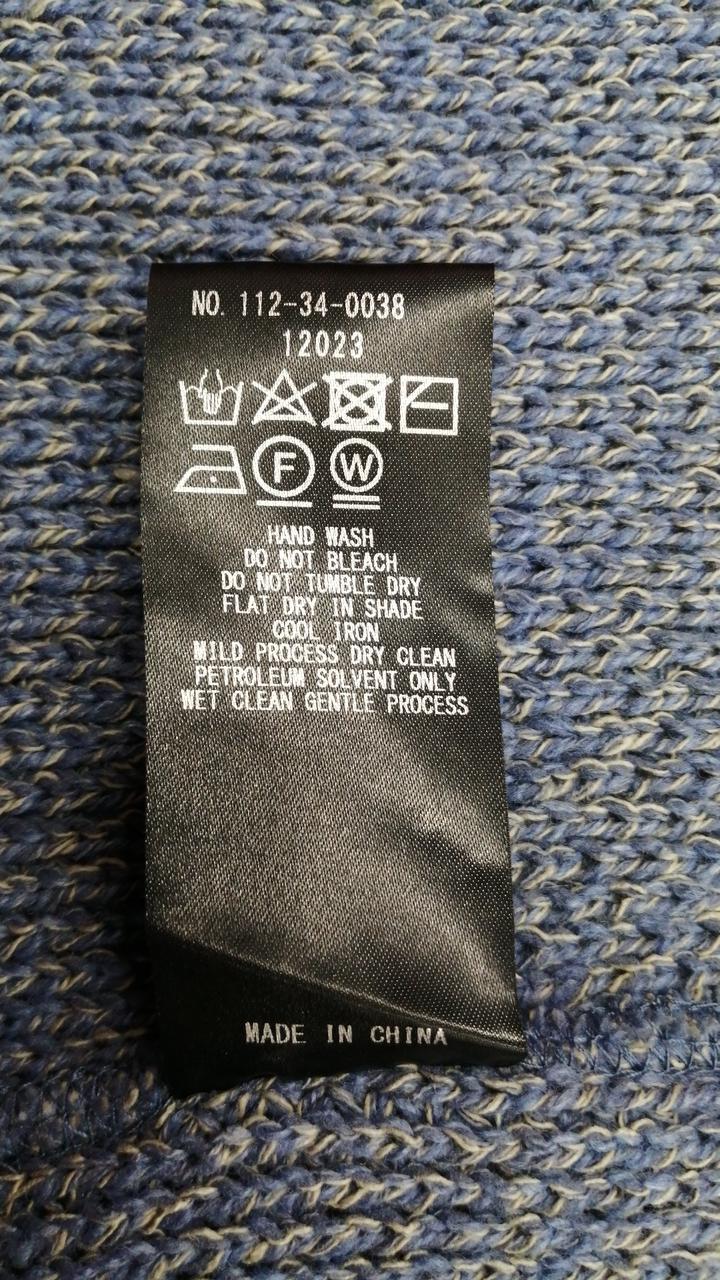 NO. 112-34-0038
12023
F W
HAND WASH
DO NOT BLEACH
DO NOT TUMBLE DRY
FLAT DRY IN SHADE
COOL IRON
MILD PROCESS DRY CLEAN
PETROLEUM SOLVENT ONLY
WET CLEAN GENTLE PROCESS
MADE IN CHINA